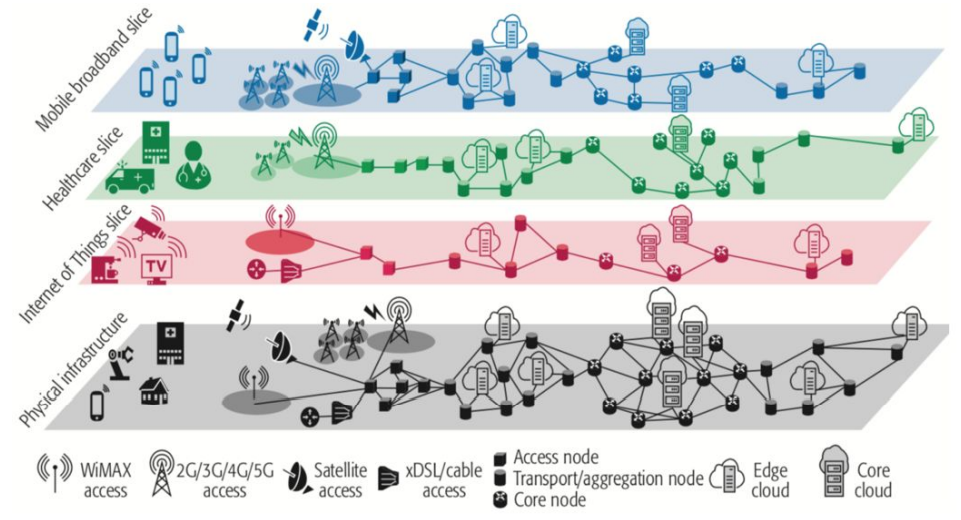 Mobile broadband slice
Healthcare slice
Internet of Things slice
TV
Physical infrastructure
WiMAX
access
2G/3G/4G/5G
access
Satellite
access
xDSL/cable
access
Access node
Transport/aggregation node
Core node
Edge
cloud
Core
cloud